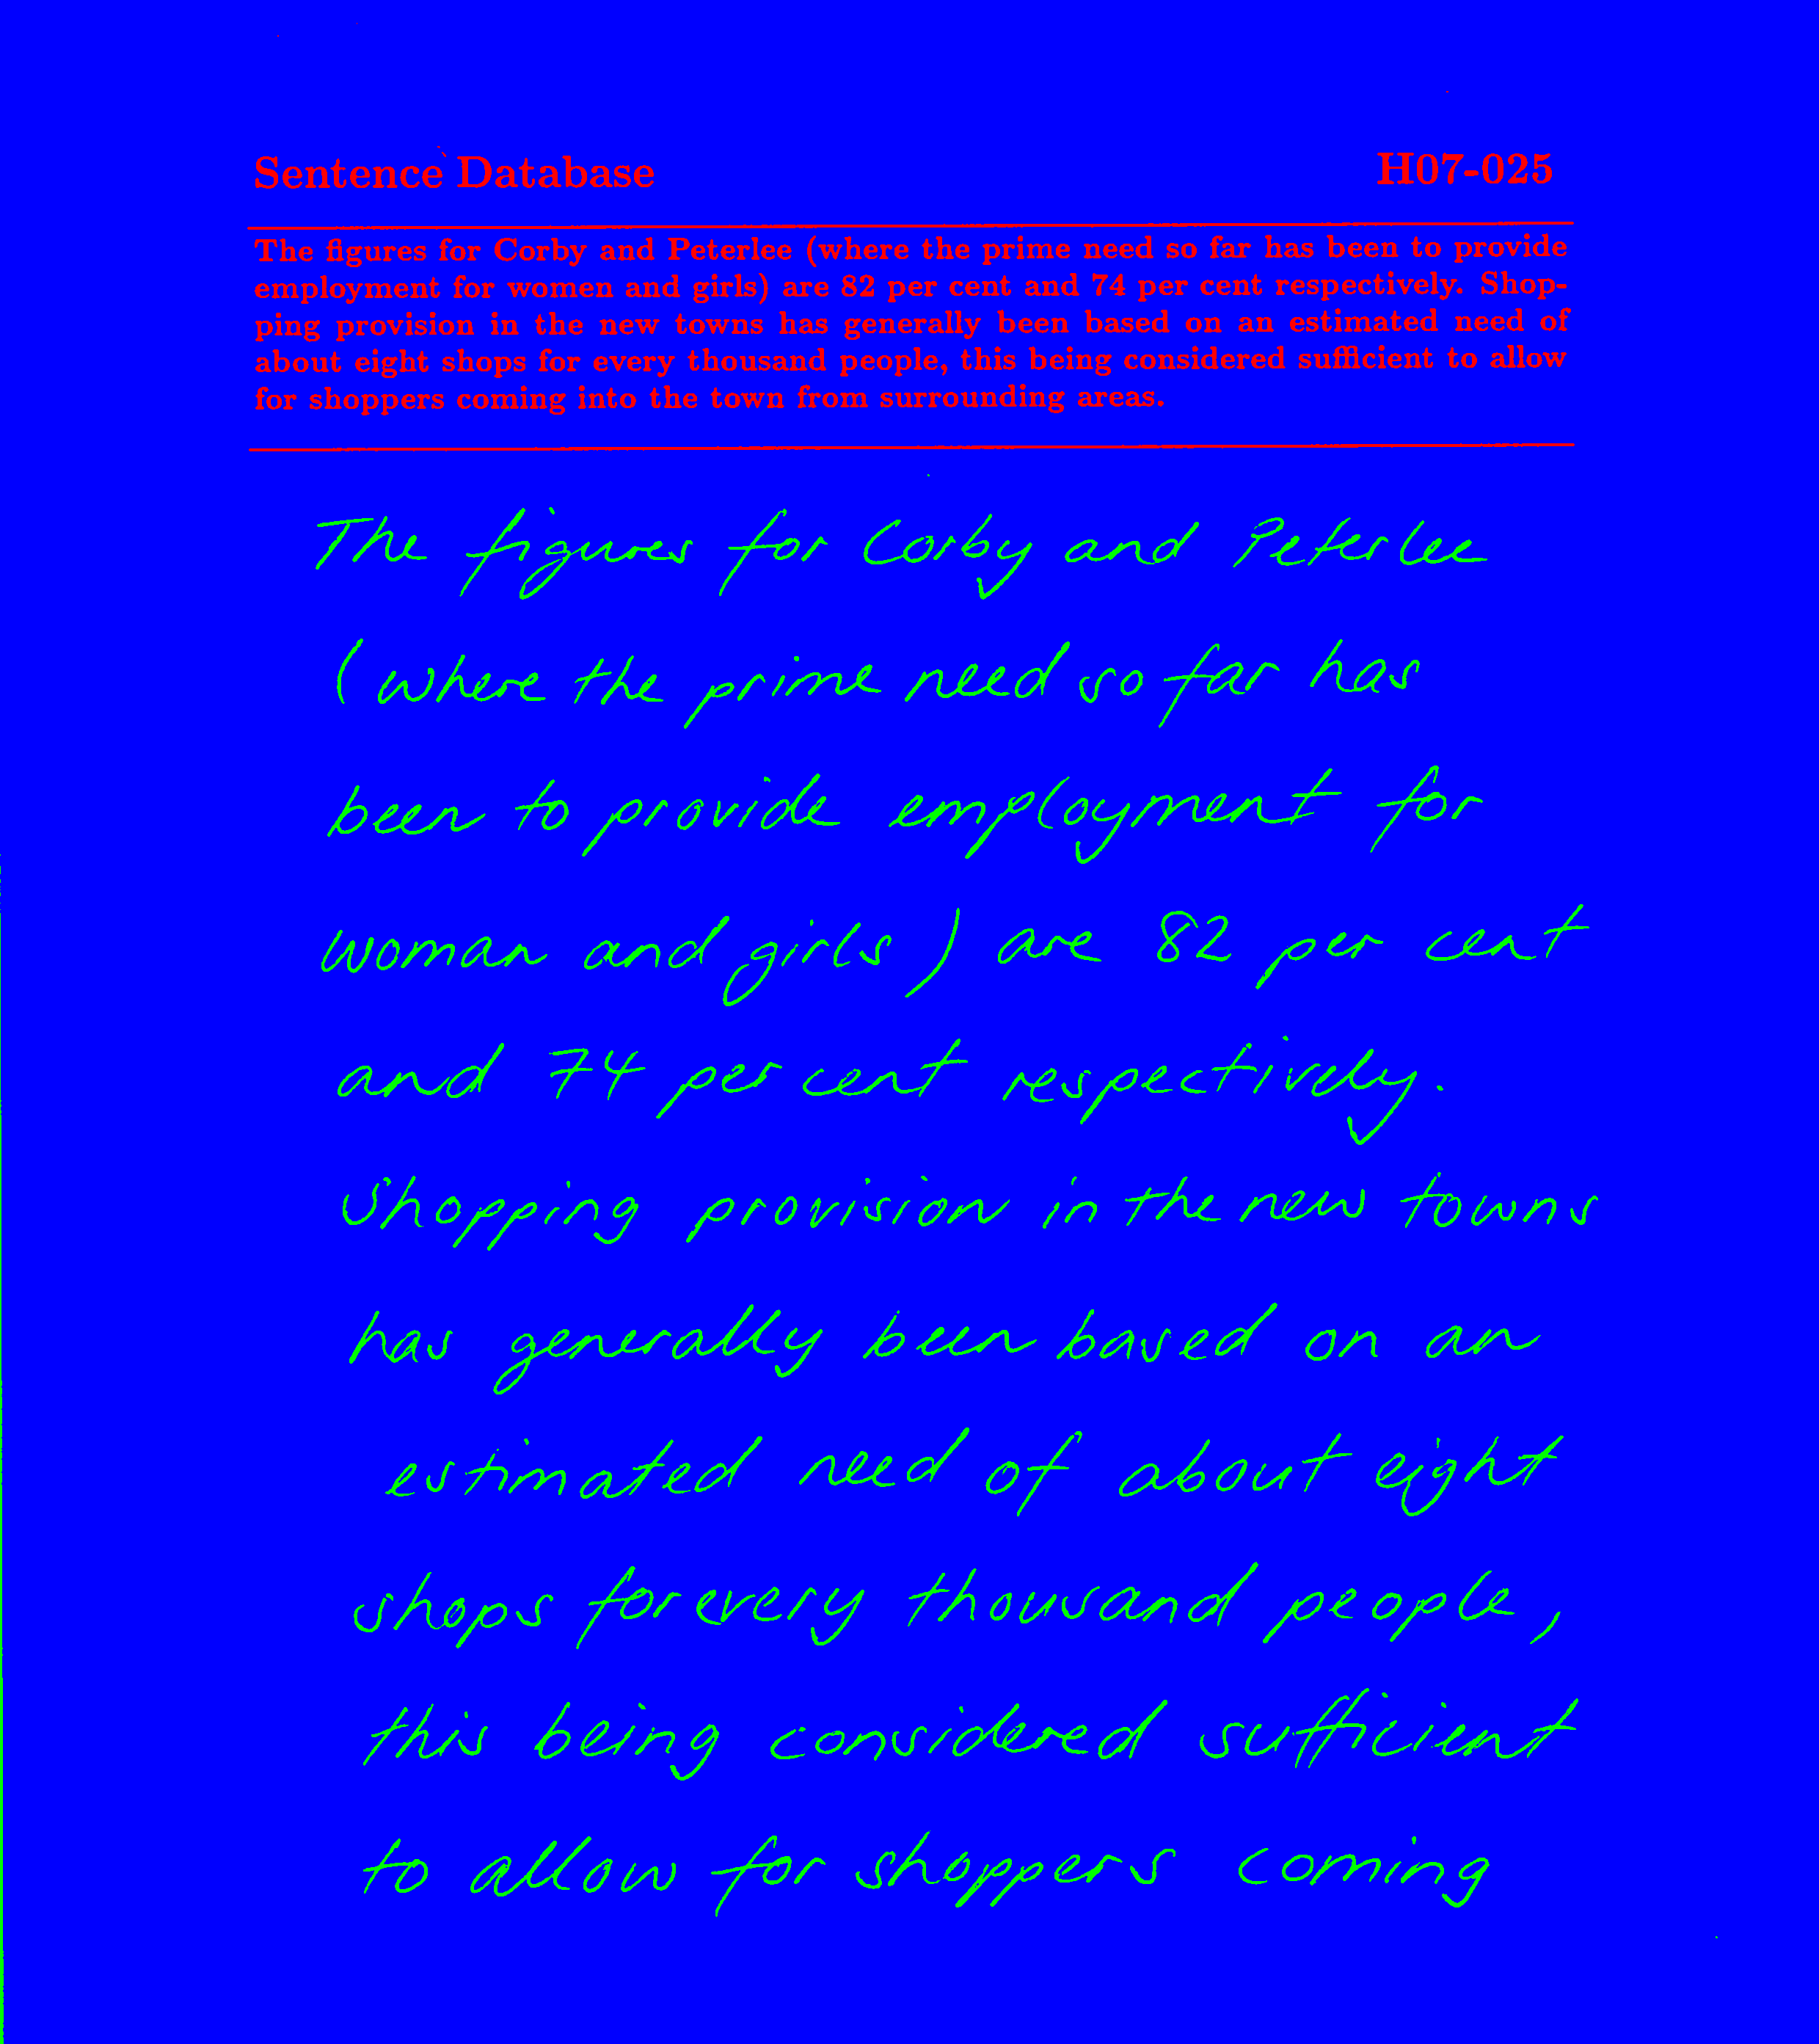 Sentence Database H07-025
The figures for Corby and Peterlee (where the prime need so far has been to provide
employment for women and girls) are 82 per cent and 74 per cent respectively. Shop-
ping provision in the new towns has generally been based on an estimated need of
about eight shops for every thousand people, this being considered sufficient to allow
for shoppers coming into the town from surrounding areas.
The figures for Corby and Peterlee
(where the prime need so far has
been to provide employment for
woman and girls) are 82 per cent
and 74 per cent respectively.
Shopping provision in the new towns
has generally been based on an
estimated need of about eight
shops for every thousand people,
this being considered sufficient
to allow for shoppers coming